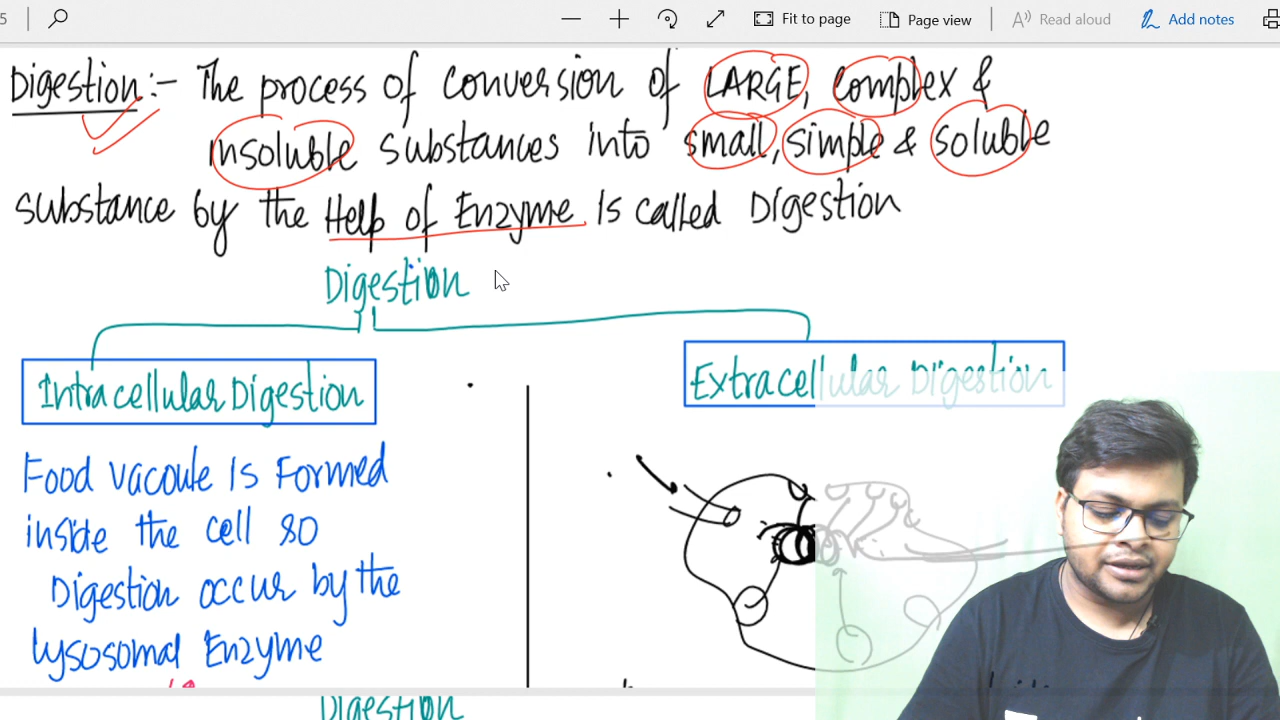 5
Fit to page
Page view
Read aloud
Add notes
Digestion :- The process of conversion of LARGE, Complex &
insoluble substances into small, simple & soluble
substance by the Help of Enzyme is called Digestion
Digestion
Intracellular Digestion
Extracellular Digestion
Food vacoule is Formed
inside the cell so
Digestion occur by the
lysosomal Enzyme
Digestion